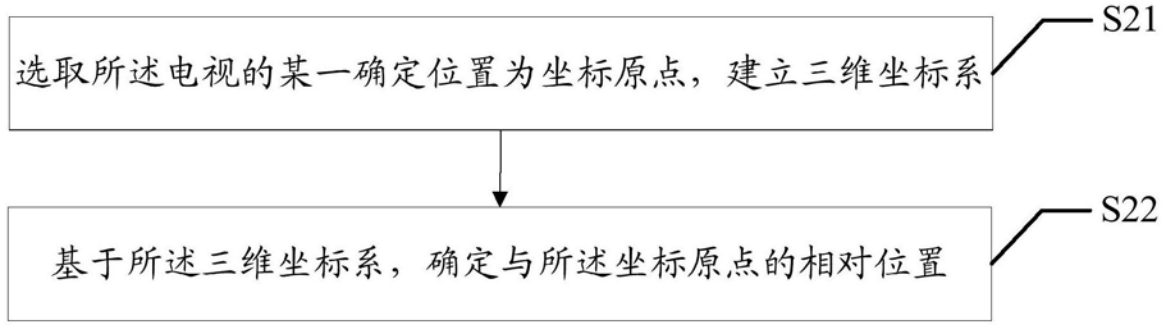 S21
选取所述电视的某一确定位置为坐标原点，建立三维坐标系
S22
基于所述三维坐标系，确定与所述坐标原点的相对位置